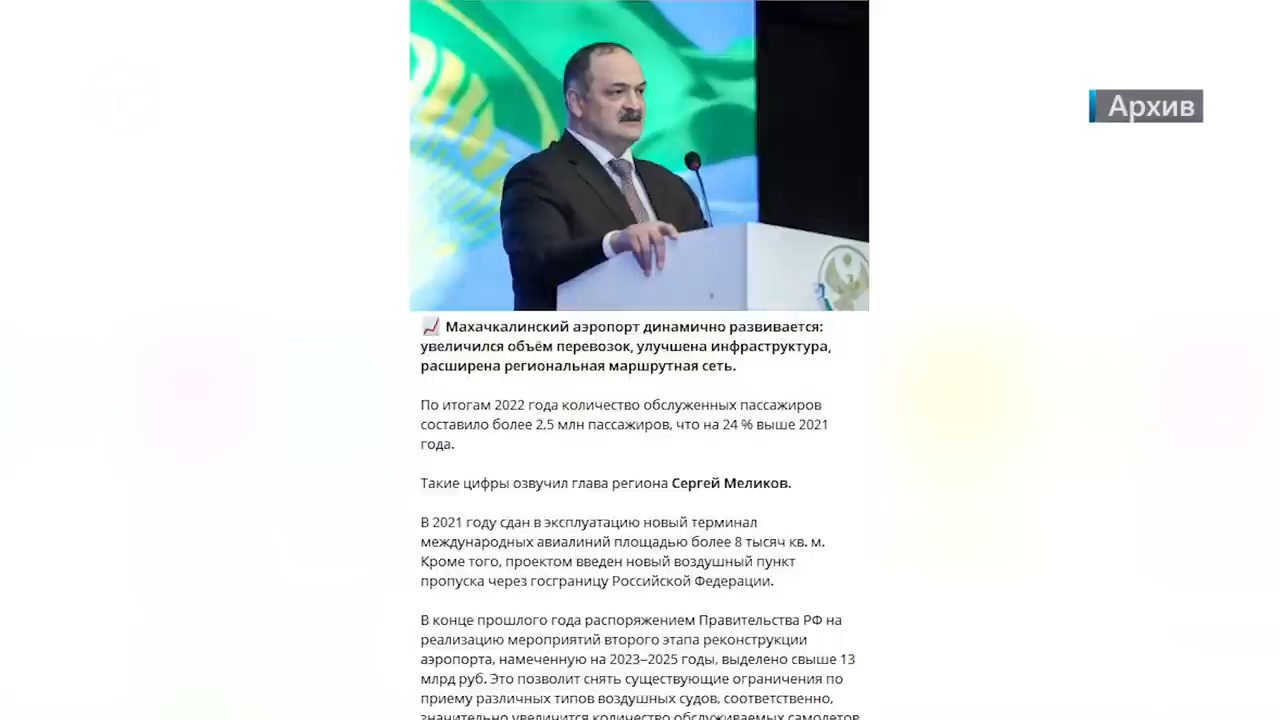 Архив
Махачкалинский аэропорт динамично развивается:
увеличился объём перевозок, улучшена инфраструктура,
расширена региональная маршрутная сеть.
По итогам 2022 года количество обслуженных пассажиров
составило более 2,5 млн пассажиров, что на 24 % выше 2021
года.
Такие цифры озвучил глава региона Сергей Меликов.
В 2021 году сдан в эксплуатацию новый терминал
международных авиалиний площадью более 8 тысяч кв. м.
Кроме того, проектом введен новый воздушный пункт
пропуска через госграницу Российской Федерации.
В конце прошлого года распоряжением Правительства РФ на
реализацию мероприятий второго этапа реконструкции
аэропорта, намеченную на 2023–2025 годы, выделено свыше 13
млрд руб. Это позволит снять существующие ограничения по
приему различных типов воздушных судов, соответственно,
значительно увеличится количество обслуживаемых самолетов